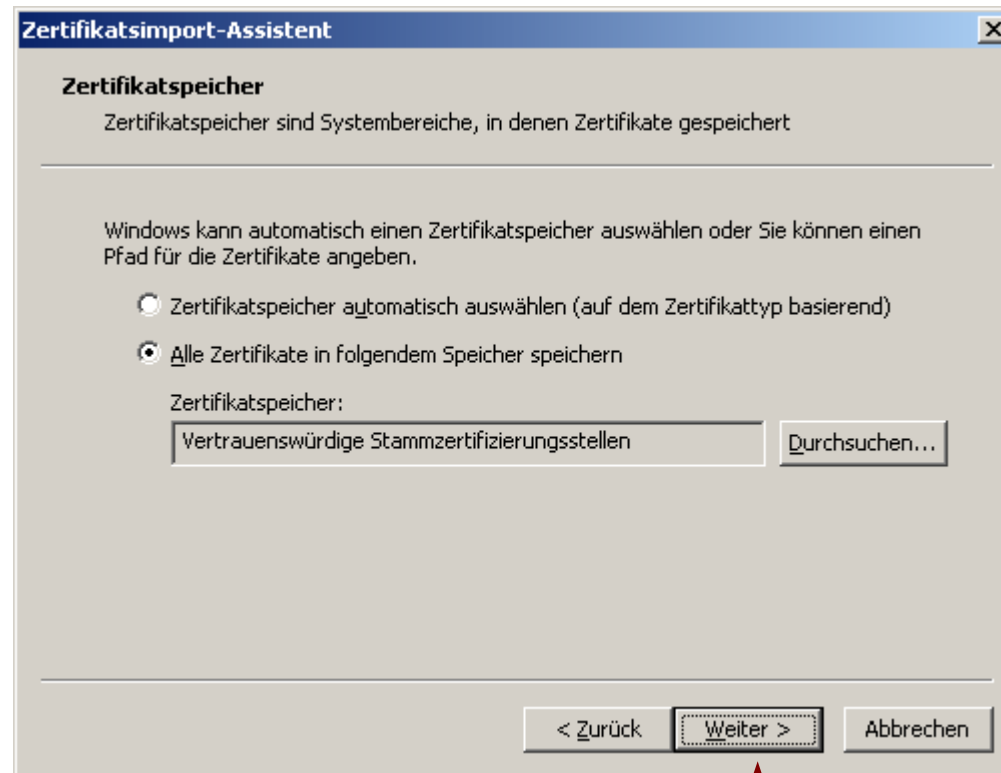 Zertifikatsimport-Assistent
Zertifikatspeicher
Zertifikatspeicher sind Systembereiche, in denen Zertifikate gespeichert
Windows kann automatisch einen Zertifikatspeicher auswählen oder Sie können einen
Pfad für die Zertifikate angeben.
Zertifikatspeicher automatisch auswählen (auf dem Zertifikattyp basierend)
Alle Zertifikate in folgendem Speicher speichern
Zertifikatspeicher:
Vertrauenswürdige Stammzertifizierungsstellen
Durchsuchen...
< Zurück
Weiter >
Abbrechen